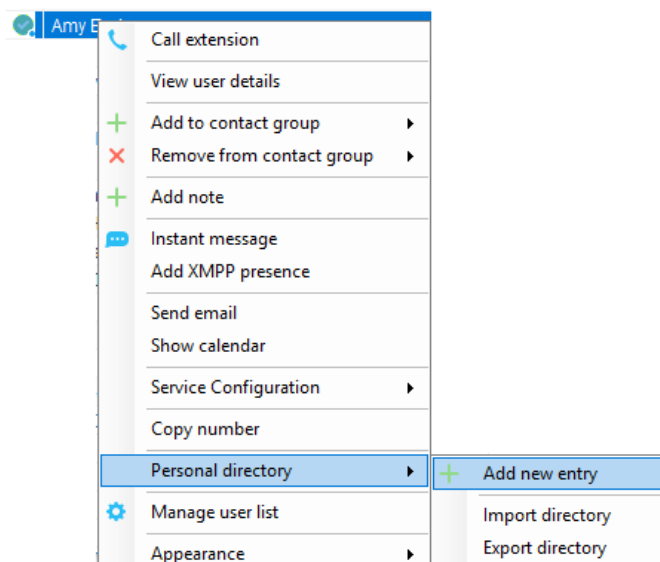 Amy
Call extension
View user details
Add to contact group
Remove from contact group
Add note
Instant message
Add XMPP presence
Send email
Show calendar
Service Configuration
Copy number
Personal directory
Add new entry
Manage user list
Import directory
Export directory
Appearance